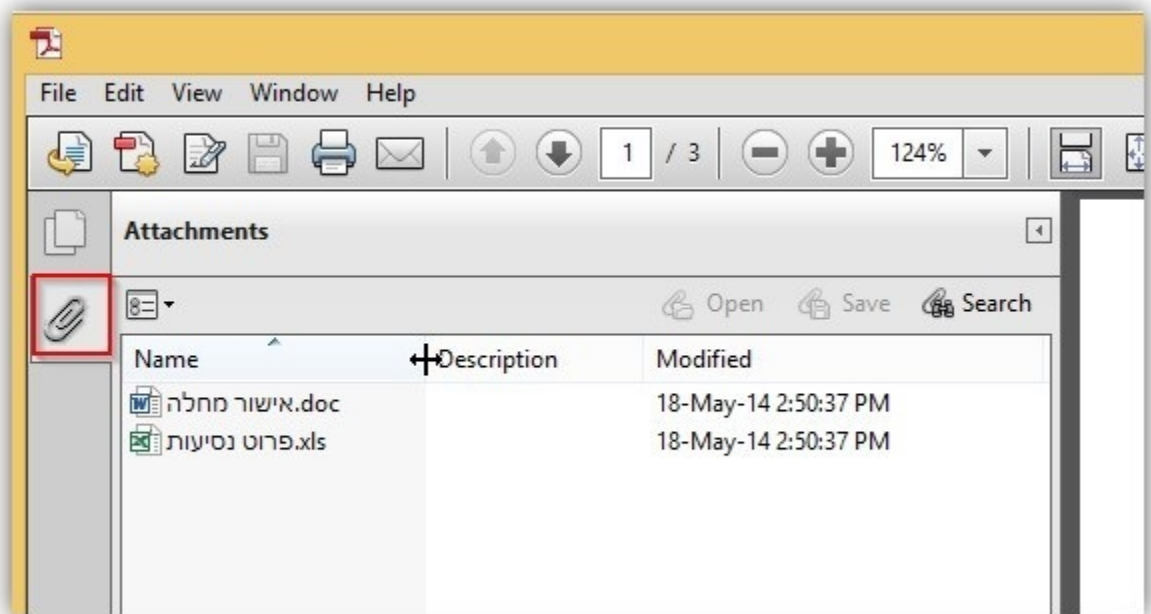 File Edit View Window Help
1 / 3 124%
Attachments
Open Save Search
Name Description Modified
אישור מחלה.doc 18-May-14 2:50:37 PM
פרוט נסיעות.xls 18-May-14 2:50:37 PM